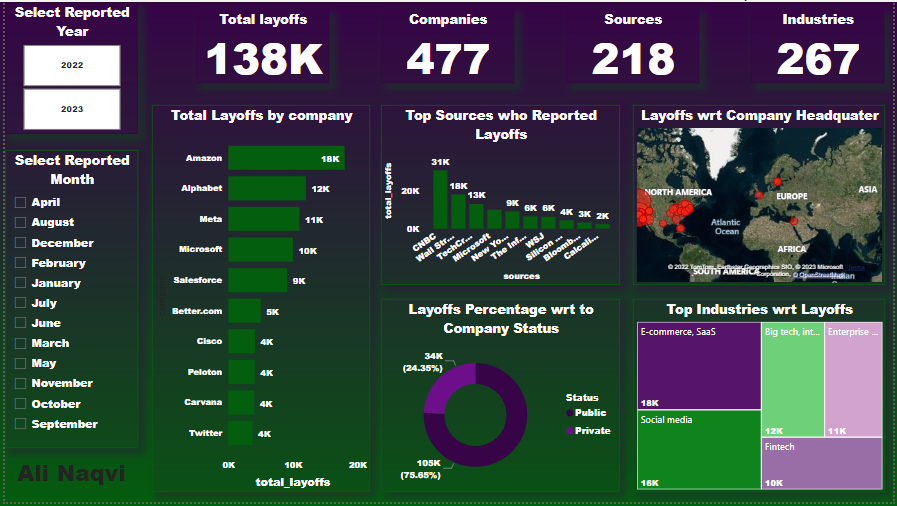 Select Reported
Year
2022
2023
Total layoffs
138K
Companies
477
Sources
218
Industries
267
Select Reported
Month
April
August
December
February
January
July
June
March
May
November
October
September
Ali Naqvi
Total Layoffs by company
Amazon 18K
Alphabet 12K
Meta 11K
Microsoft 10K
Salesforce 9K
Better.com 5K
Cisco 4K
Peloton 4K
Carvana 4K
Twitter 4K
0K 10K 20K
total_layoffs
Top Sources who Reported
Layoffs
total_layoffs
20K
0K
31K 18K 13K 9K 6K 6K 4K 3K 2K
CNBC Wall Str... TechCr... Microsoft New Yo... The Inf... WSJ Silicon ... Bloomb... Calcali...
sources
Layoffs wrt Company Headquater
NORTH AMERICA
EUROPE
ASIA
Atlantic
Ocean
AFRICA
SOUTH AMERICA
Indian
© 2022 TomTom, Earthstar Geographics SIO, © 2023 Microsoft
Corporation, © OpenStreetMap
Layoffs Percentage wrt to
Company Status
34K
(24.35%)
105K
(75.65%)
Status
Public
Private
Top Industries wrt Layoffs
E-commerce, SaaS
18K
Social media
16K
Big tech, int...
12K
Enterprise ...
11K
Fintech
10K